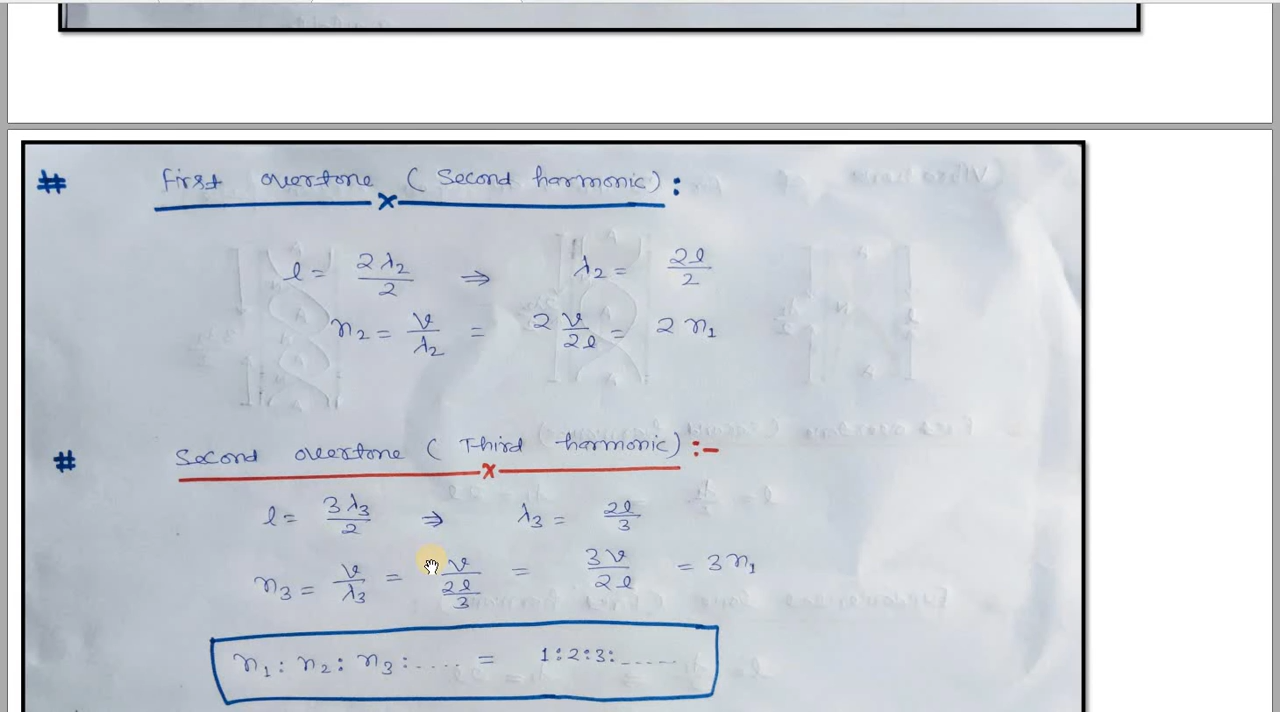 # First overtone (Second harmonic) :
l = 2λ₂/2 ⇒ λ₂ = 2l/2
n₂ = v/λ₂ = 2 v/2l = 2 n₁
# Second overtone (Third harmonic) :-
l = 3λ₃/2 ⇒ λ₃ = 2l/3
n₃ = v/λ₃ = v/(2l/3) = 3v/2l = 3n₁
n₁ : n₂ : n₃ : .... = 1:2:3: .....